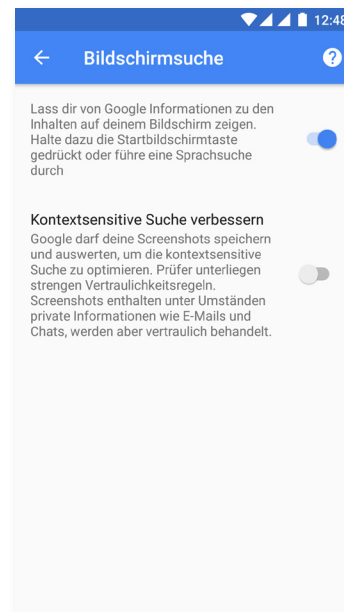 12:48
Bildschirmsuche
Lass dir von Google Informationen zu den
Inhalten auf deinem Bildschirm zeigen.
Halte dazu die Startbildschirmtaste
gedrückt oder führe eine Sprachsuche
durch
Kontextsensitive Suche verbessern
Google darf deine Screenshots speichern
und auswerten, um die kontextsensitive
Suche zu optimieren. Prüfer unterliegen
strengen Vertraulichkeitsregeln.
Screenshots enthalten unter Umständen
private Informationen wie E-Mails und
Chats, werden aber vertraulich behandelt.